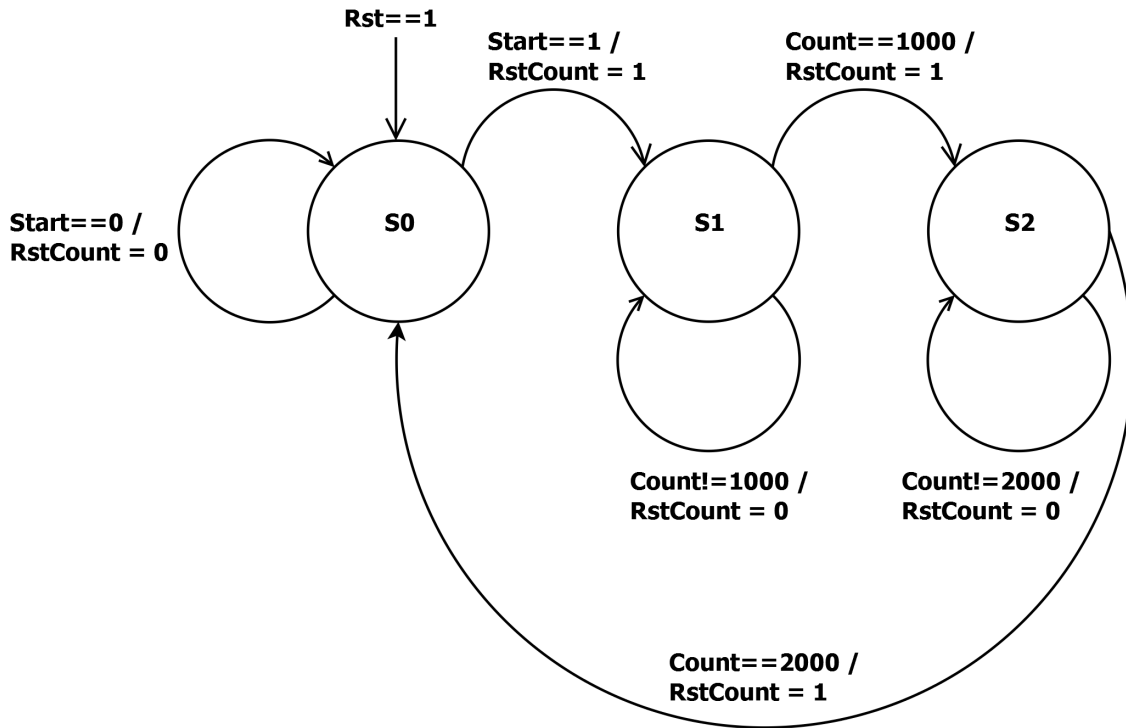 Rst==1
Start==1 /
RstCount = 1
Count==1000 /
RstCount = 1
Start==0 /
RstCount = 0
S0
S1
S2
Count!=1000 /
RstCount = 0
Count!=2000 /
RstCount = 0
Count==2000 /
RstCount = 1